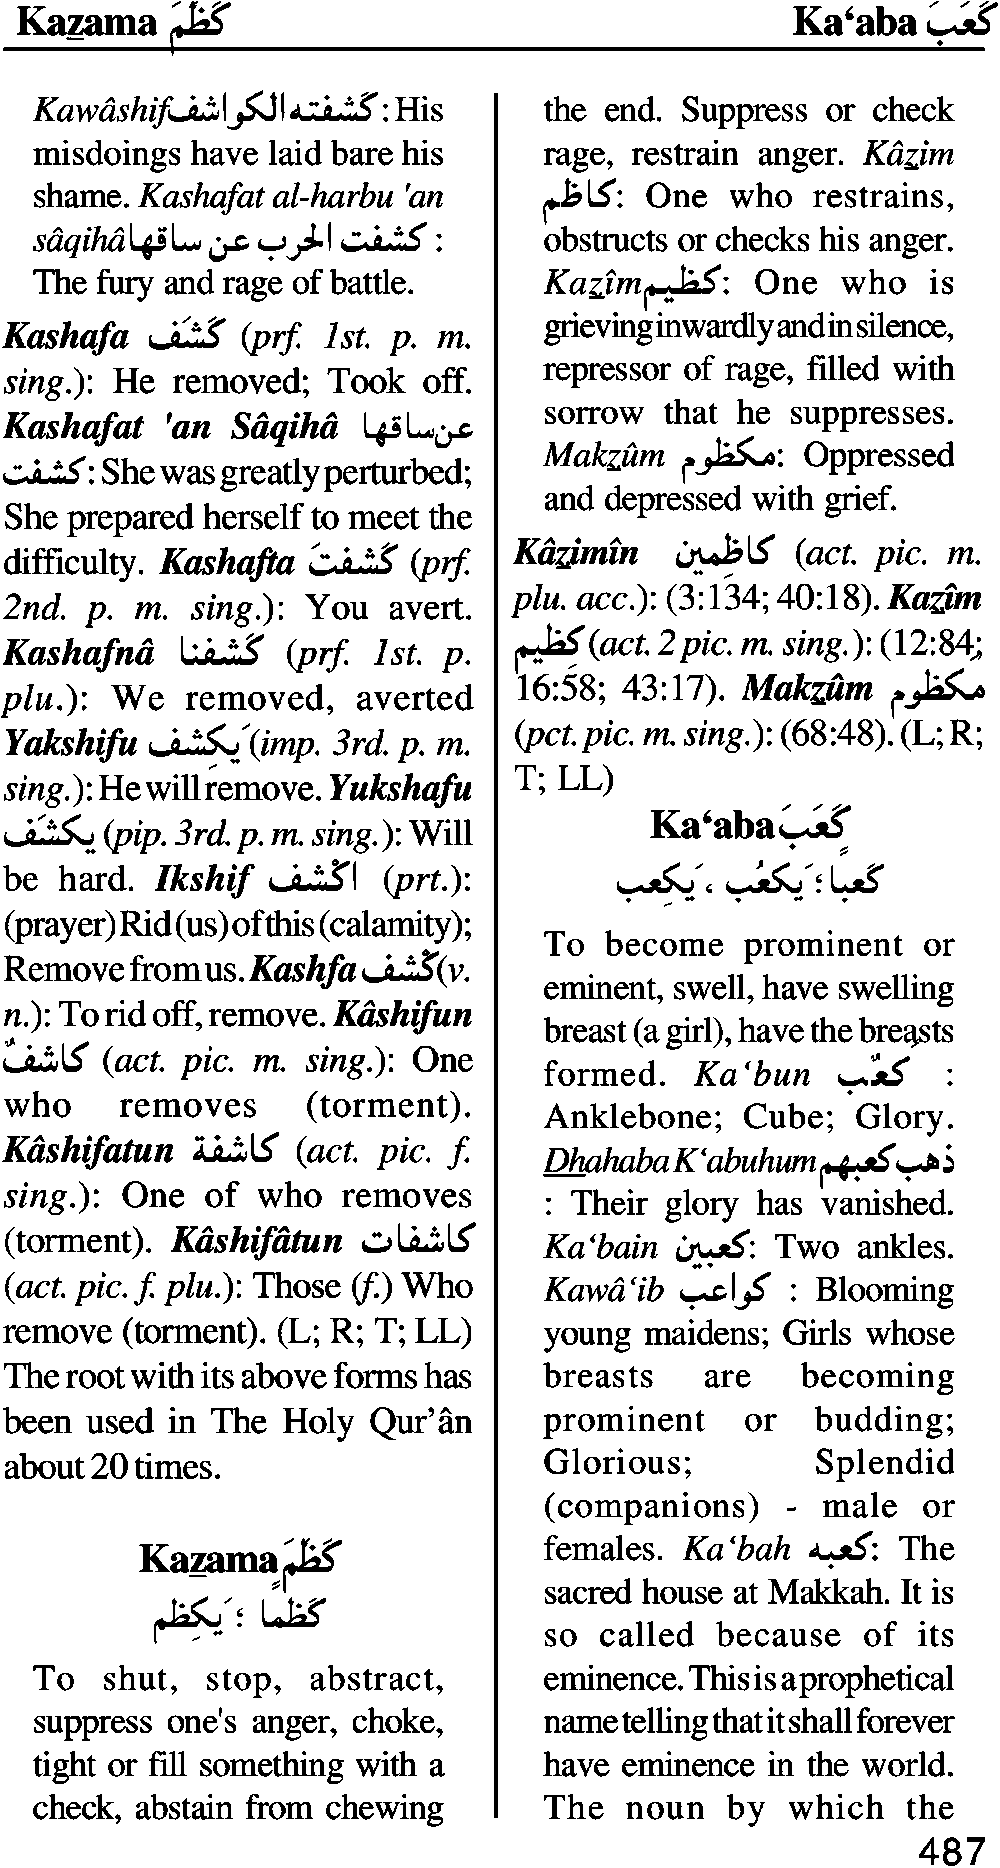 Kazama كَظَمَ
Ka‘aba كَعَبَ
Kawâshif كشفته الكواشف : His
misdoings have laid bare his
shame. Kashafat al-harbu 'an
sâqihâ كشفت الحرب عن ساقها :
The fury and rage of battle.
Kashafa كَشَف (prf. 1st. p. m.
sing.): He removed; Took off.
Kashafat 'an Sâqihâ عن ساقها
كشفت : She was greatly perturbed;
She prepared herself to meet the
difficulty. Kashafta كشفتَ (prf.
2nd. p. m. sing.): You avert.
Kashafnâ كَشفنا (prf. 1st. p.
plu.): We removed, averted
Yakshifu يَكشِف (imp. 3rd. p. m.
sing.): He will remove. Yukshafu
يكشَف (pip. 3rd. p. m. sing.): Will
be hard. Ikshif اكْشف (prt.):
(prayer) Rid (us) of this (calamity);
Remove from us. Kashfa كَشْف (v.
n.): To rid off, remove. Kâshifun
كاشفٌ (act. pic. m. sing.): One
who removes (torment).
Kâshifatun كاشفة (act. pic. f.
sing.): One of who removes
(torment). Kâshifâtun كاشفات
(act. pic. f. plu.): Those (f.) Who
remove (torment). (L; R; T; LL)
The root with its above forms has
been used in The Holy Qur’ân
about 20 times.
Kazama كَظَمَ
كَظمًا ؛ يَكظِم
To shut, stop, abstract,
suppress one's anger, choke,
tight or fill something with a
check, abstain from chewing
the end. Suppress or check
rage, restrain anger. Kâzim
كاظِم: One who restrains,
obstructs or checks his anger.
Kazîm كظيم: One who is
grieving inwardly and in silence,
repressor of rage, filled with
sorrow that he suppresses.
Makzûm مكظوم: Oppressed
and depressed with grief.
Kâzimîn كاظِمين (act. pic. m.
plu. acc.): (3:134; 40:18). Kazîm
كَظيم (act. 2 pic. m. sing.): (12:84;
16:58; 43:17). Makzûm مكظوم
(pct. pic. m. sing.): (68:48). (L; R;
T; LL)
Ka‘aba كَعَبَ
كَعبًا ؛ يَكعُب ، يَكعِب
To become prominent or
eminent, swell, have swelling
breast (a girl), have the breasts
formed. Ka‘bun كعبٌ :
Anklebone; Cube; Glory.
Dhahaba K‘abuhum ذهب كعبهم
: Their glory has vanished.
Ka‘bain كعبين: Two ankles.
Kawâ‘ib كواعب : Blooming
young maidens; Girls whose
breasts are becoming
prominent or budding;
Glorious; Splendid
(companions) - male or
females. Ka‘bah كعبه: The
sacred house at Makkah. It is
so called because of its
eminence. This is a prophetical
name telling that it shall forever
have eminence in the world.
The noun by which the
487